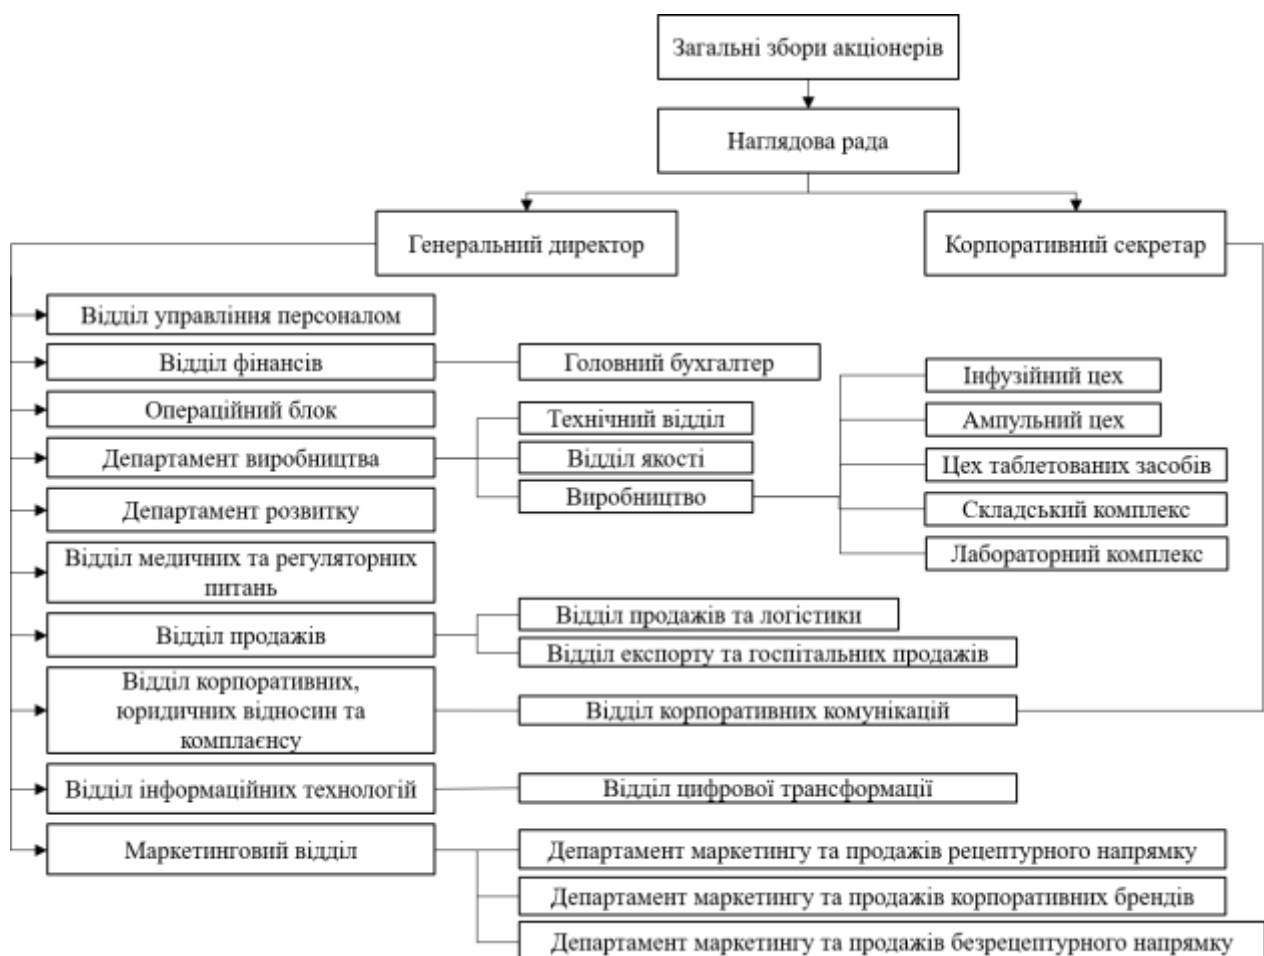 Загальні збори акціонерів
Наглядова рада
Генеральний директор
Корпоративний секретар
Відділ управління персоналом
Відділ фінансів
Головний бухгалтер
Операційний блок
Департамент виробництва
Технічний відділ
Відділ якості
Виробництво
Інфузійний цех
Ампульний цех
Цех таблетованих засобів
Складський комплекс
Лабораторний комплекс
Департамент розвитку
Відділ медичних та регуляторних
питань
Відділ продажів
Відділ продажів та логістики
Відділ експорту та госпітальних продажів
Відділ корпоративних,
юридичних відносин та
комплаєнсу
Відділ корпоративних комунікацій
Відділ інформаційних технологій
Відділ цифрової трансформації
Маркетинговий відділ
Департамент маркетингу та продажів рецептурного напрямку
Департамент маркетингу та продажів корпоративних брендів
Департамент маркетингу та продажів безрецептурного напрямку